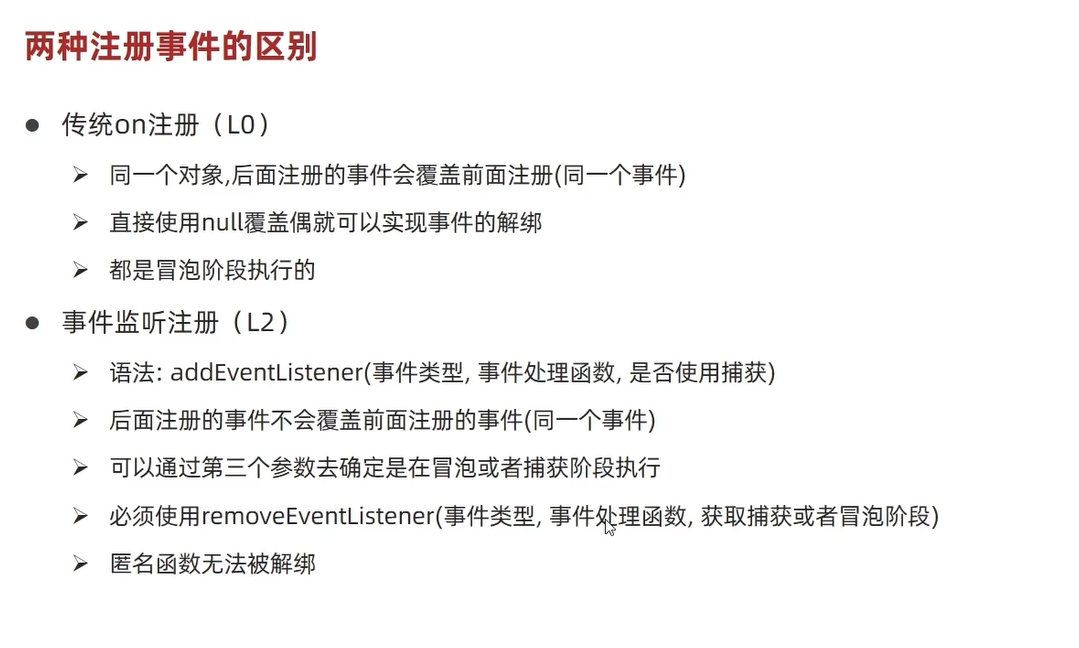 两种注册事件的区别
传统on注册（L0）
同一个对象,后面注册的事件会覆盖前面注册(同一个事件)
直接使用null覆盖偶就可以实现事件的解绑
都是冒泡阶段执行的
事件监听注册（L2）
语法: addEventListener(事件类型, 事件处理函数, 是否使用捕获)
后面注册的事件不会覆盖前面注册的事件(同一个事件)
可以通过第三个参数去确定是在冒泡或者捕获阶段执行
必须使用removeEventListener(事件类型, 事件处理函数, 获取捕获或者冒泡阶段)
匿名函数无法被解绑